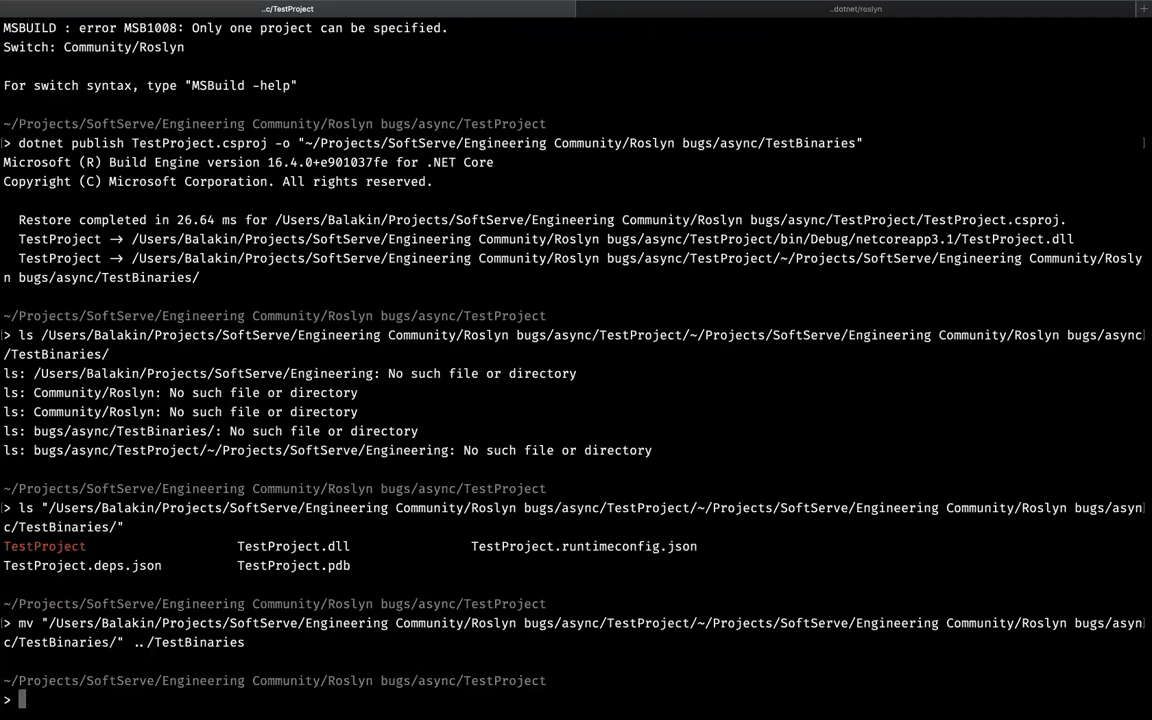 ..c/TestProject
..dotnet/roslyn
+
MSBUILD : error MSB1008: Only one project can be specified.
Switch: Community/Roslyn
For switch syntax, type "MSBuild -help"
~/Projects/SoftServe/Engineering Community/Roslyn bugs/async/TestProject
> dotnet publish TestProject.csproj -o "~/Projects/SoftServe/Engineering Community/Roslyn bugs/async/TestBinaries"
Microsoft (R) Build Engine version 16.4.0+e901037fe for .NET Core
Copyright (C) Microsoft Corporation. All rights reserved.
Restore completed in 26.64 ms for /Users/Balakin/Projects/SoftServe/Engineering Community/Roslyn bugs/async/TestProject/TestProject.csproj.
TestProject -> /Users/Balakin/Projects/SoftServe/Engineering Community/Roslyn bugs/async/TestProject/bin/Debug/netcoreapp3.1/TestProject.dll
TestProject -> /Users/Balakin/Projects/SoftServe/Engineering Community/Roslyn bugs/async/TestProject/~/Projects/SoftServe/Engineering Community/Rosly
n bugs/async/TestBinaries/
~/Projects/SoftServe/Engineering Community/Roslyn bugs/async/TestProject
> ls /Users/Balakin/Projects/SoftServe/Engineering Community/Roslyn bugs/async/TestProject/~/Projects/SoftServe/Engineering Community/Roslyn bugs/async
/TestBinaries/
ls: /Users/Balakin/Projects/SoftServe/Engineering: No such file or directory
ls: Community/Roslyn: No such file or directory
ls: Community/Roslyn: No such file or directory
ls: bugs/async/TestBinaries/: No such file or directory
ls: bugs/async/TestProject/~/Projects/SoftServe/Engineering: No such file or directory
~/Projects/SoftServe/Engineering Community/Roslyn bugs/async/TestProject
> ls "/Users/Balakin/Projects/SoftServe/Engineering Community/Roslyn bugs/async/TestProject/~/Projects/SoftServe/Engineering Community/Roslyn bugs/asyn
c/TestBinaries/"
TestProject TestProject.dll TestProject.runtimeconfig.json
TestProject.deps.json TestProject.pdb
~/Projects/SoftServe/Engineering Community/Roslyn bugs/async/TestProject
> mv "/Users/Balakin/Projects/SoftServe/Engineering Community/Roslyn bugs/async/TestProject/~/Projects/SoftServe/Engineering Community/Roslyn bugs/asyn
c/TestBinaries/" ../TestBinaries
~/Projects/SoftServe/Engineering Community/Roslyn bugs/async/TestProject
>